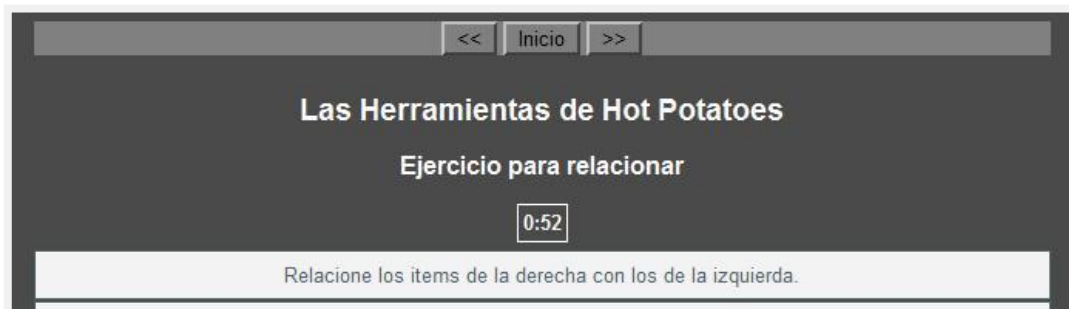 << Inicio >>
Las Herramientas de Hot Potatoes
Ejercicio para relacionar
0:52
Relacione los items de la derecha con los de la izquierda.